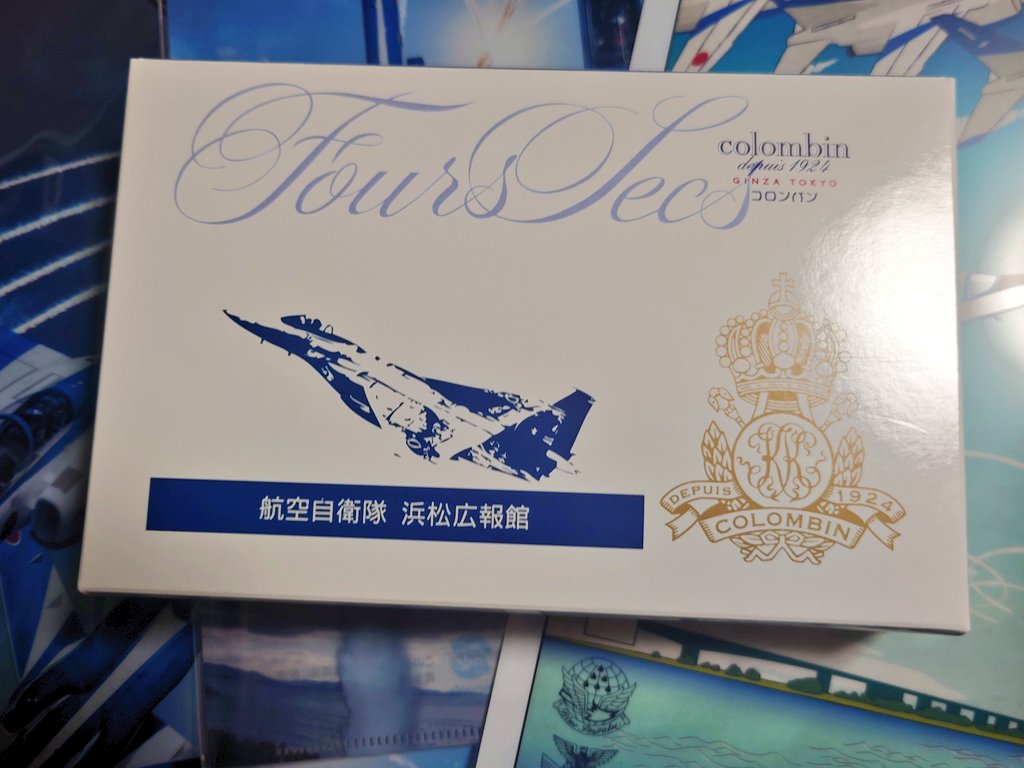 Fours Secs
colombin
depuis 1924
GINZA TOKYO
コロンバン
航空自衛隊 浜松広報館
DEPUIS 1924
COLOMBIN